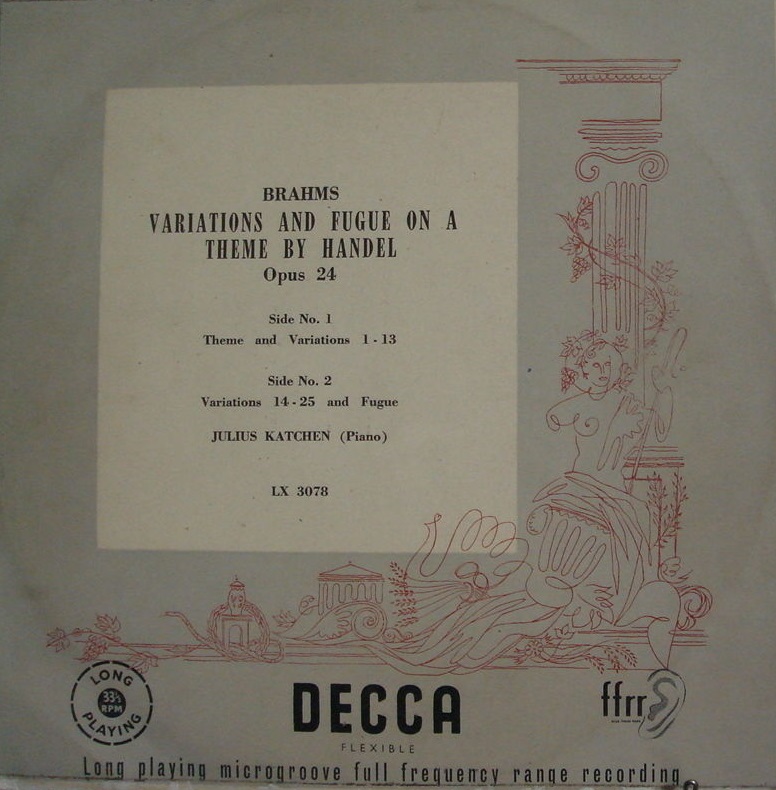 BRAHMS
VARIATIONS AND FUGUE ON A
THEME BY HANDEL
Opus 24
Side No. 1
Theme and Variations 1 - 13
Side No. 2
Variations 14 - 25 and Fugue
JULIUS KATCHEN (Piano)
LX 3078
LONG
33⅓
RPM
PLAYING
DECCA
FLEXIBLE
ffrr
Long playing microgroove full frequency range recording